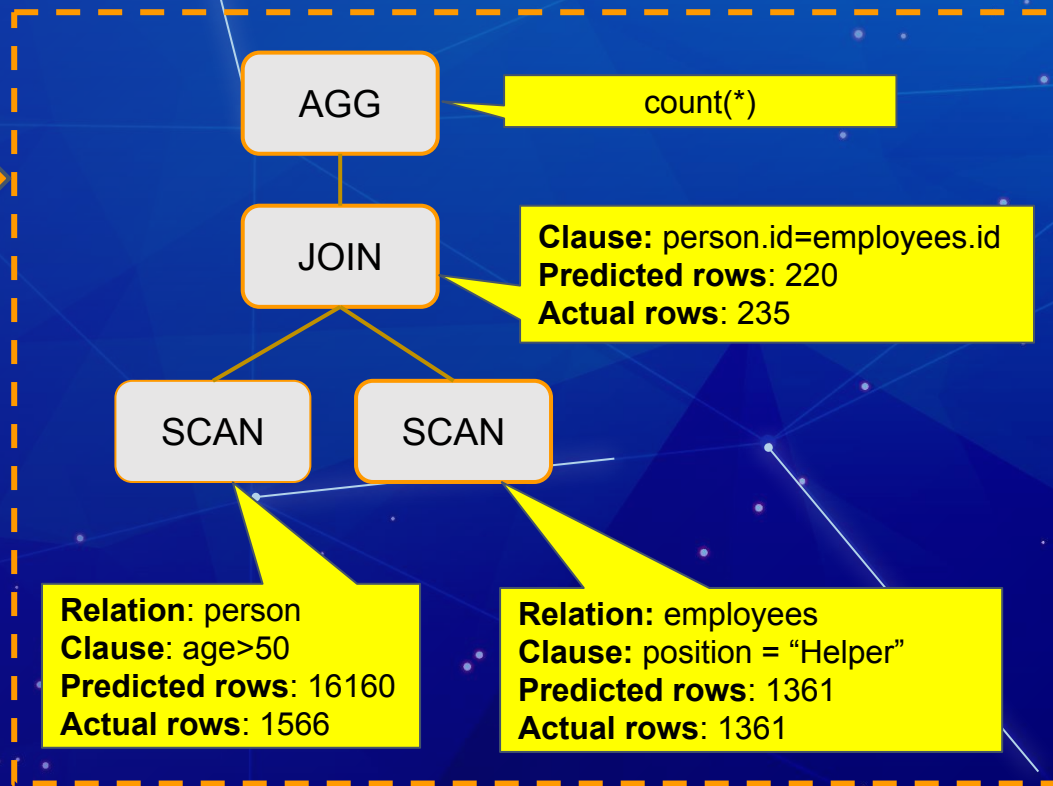 AGG
count(*)
JOIN
Clause: person.id=employees.id
Predicted rows: 220
Actual rows: 235
SCAN
SCAN
Relation: person
Clause: age>50
Predicted rows: 16160
Actual rows: 1566
Relation: employees
Clause: position = “Helper”
Predicted rows: 1361
Actual rows: 1361